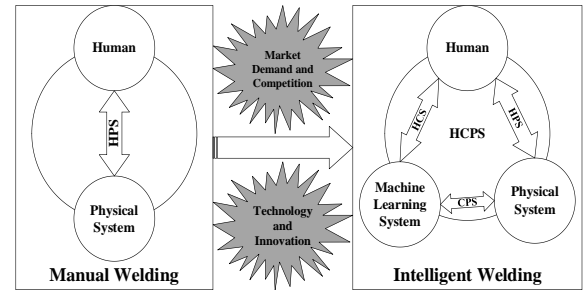 Human
HPS
Physical
System
Manual Welding
Market
Demand and
Competition
Technology
and
Innovation
Human
HCS
HPS
HCPS
Machine
Learning
System
CPS
Physical
System
Intelligent Welding